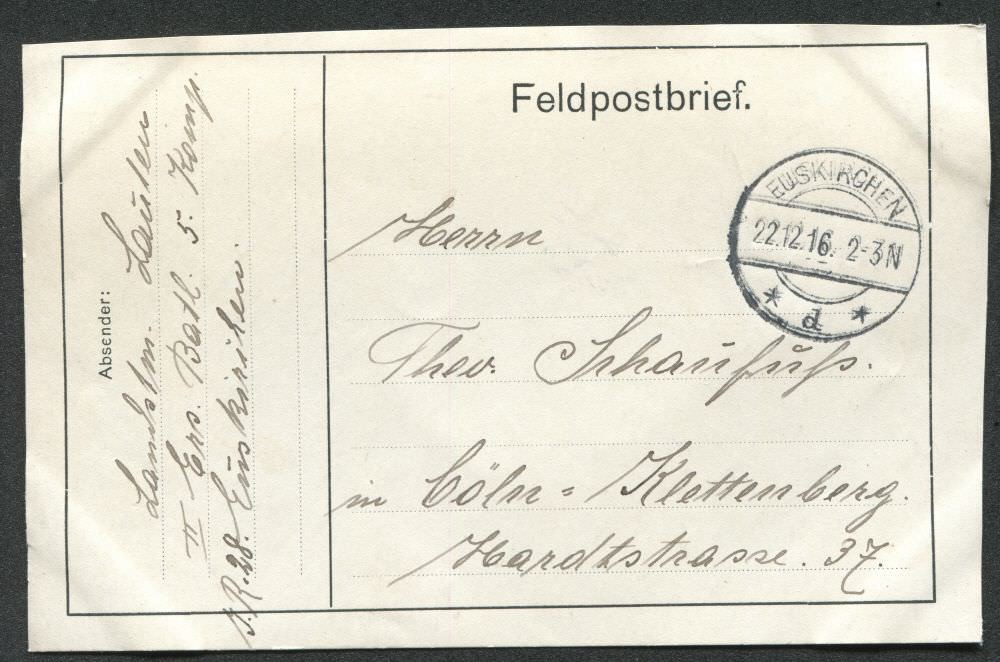 Feldpostbrief.
EUSKIRCHEN
22.12.16. 2-3N
* d *
Herrn
Theo. Schaufuß.
in Cöln=Klettenberg.
Hardtstrasse. 37.
Absender:
Landstm. Lauten
II Ers. Batl. 5. Komp.
J.R.28. Euskirchen.